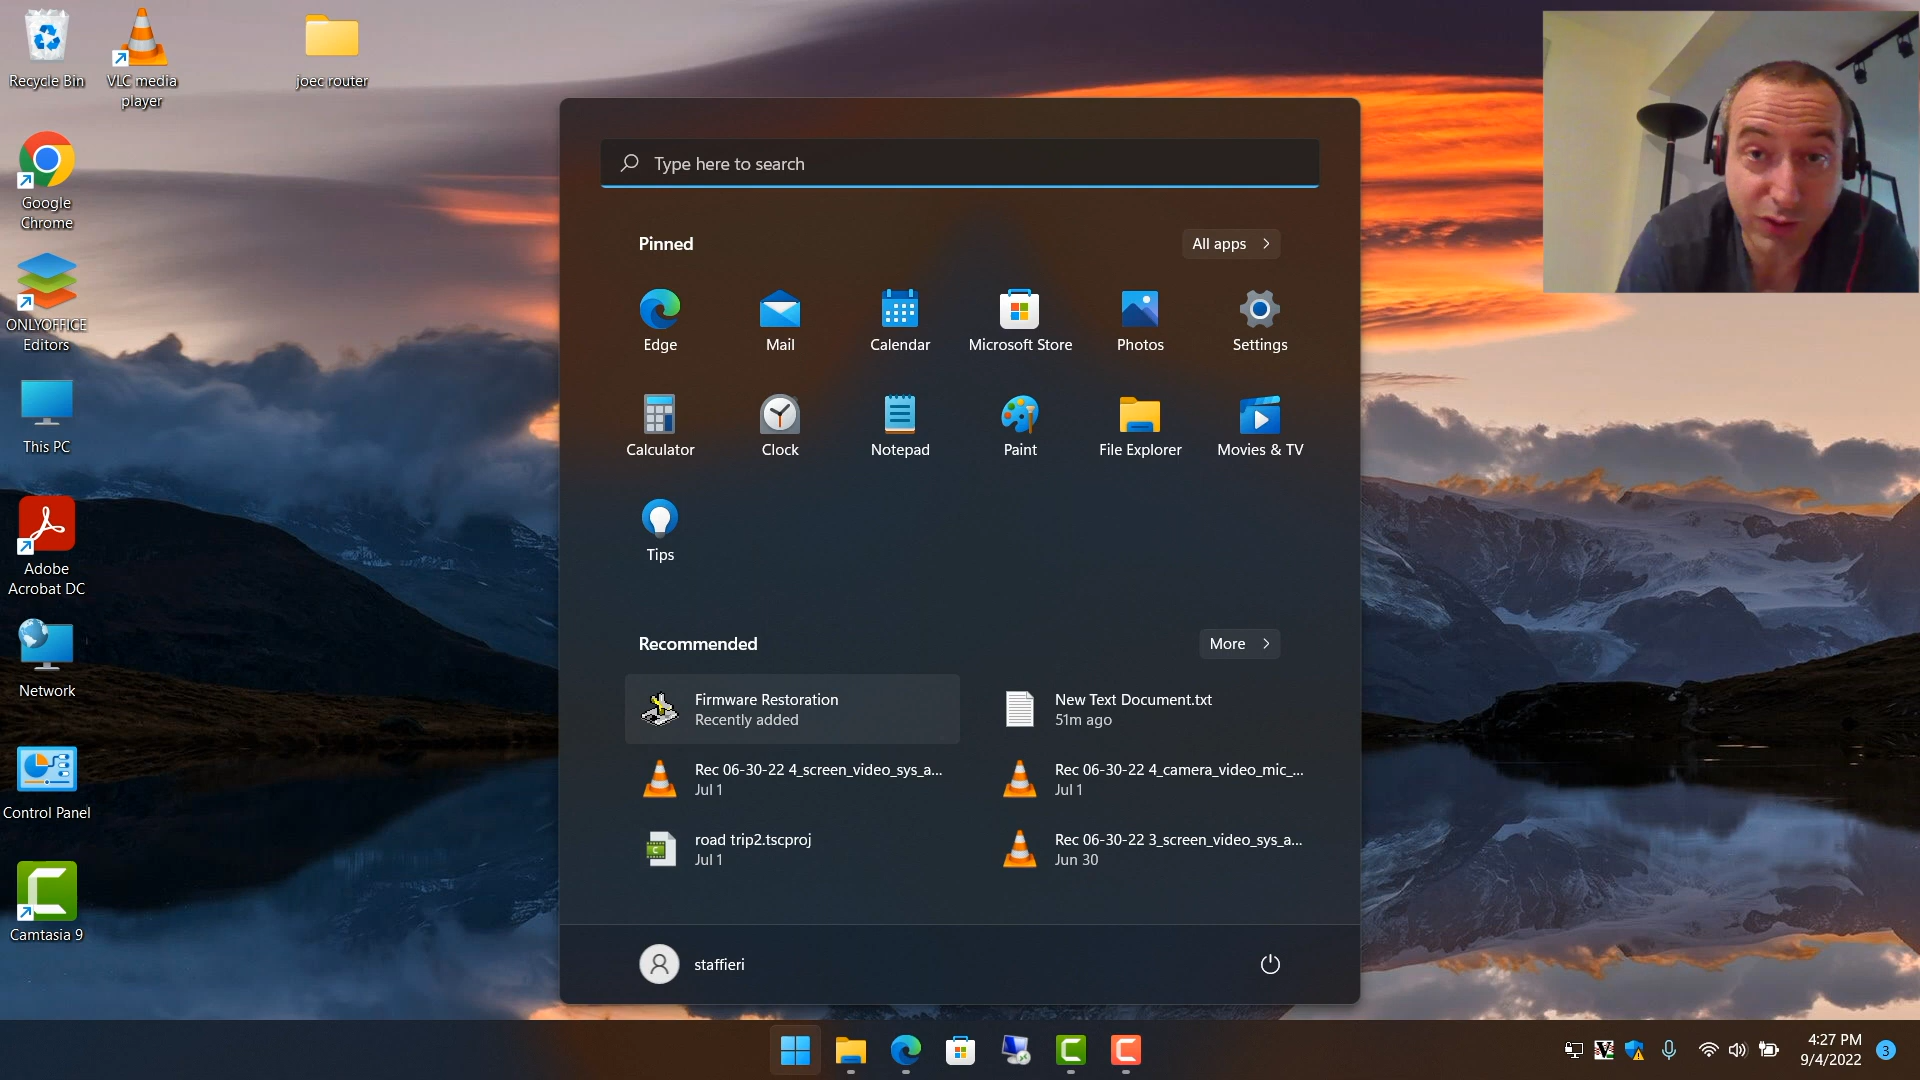 Recycle Bin
VLC media
player
joec router
Google
Chrome
ONLYOFFICE
Editors
This PC
Adobe
Acrobat DC
Network
Control Panel
Camtasia 9
Type here to search
Pinned
All apps
Edge
Mail
Calendar
Microsoft Store
Photos
Settings
Calculator
Clock
Notepad
Paint
File Explorer
Movies & TV
Tips
Recommended
More
Firmware Restoration
Recently added
New Text Document.txt
51m ago
Rec 06-30-22 4_screen_video_sys_a...
Jul 1
Rec 06-30-22 4_camera_video_mic_...
Jul 1
road trip2.tscproj
Jul 1
Rec 06-30-22 3_screen_video_sys_a...
Jun 30
staffieri
4:27 PM
9/4/2022
3